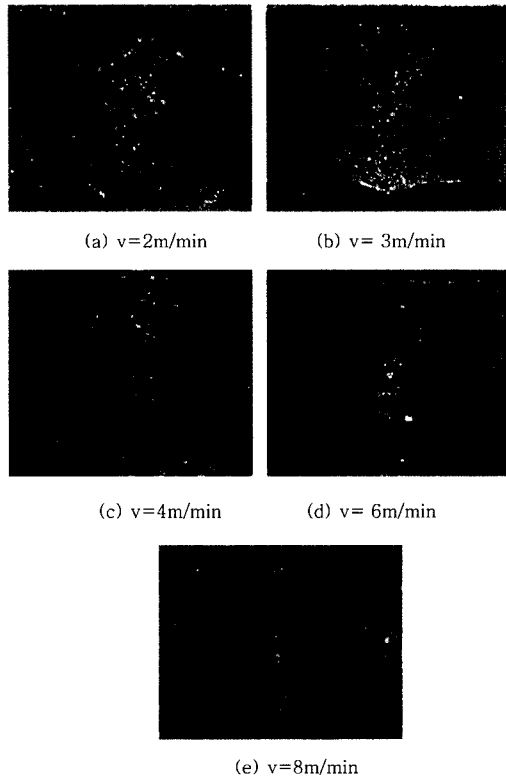 (a) v=2m/min
(b) v= 3m/min
(c) v=4m/min
(d) v= 6m/min
(e) v=8m/min